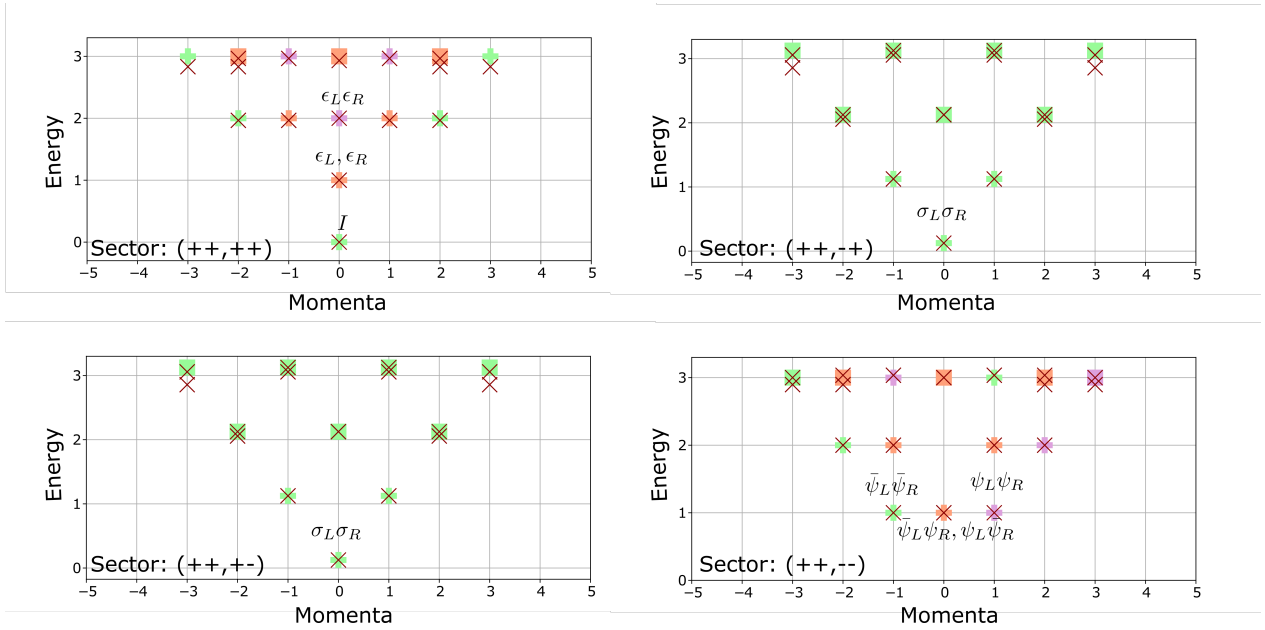 3
2
1
0
Energy
ϵ_L ϵ_R
ϵ_L, ϵ_R
I
Sector: (++,++)
−5 −4 −3 −2 −1 0 1 2 3 4 5
Momenta
3
2
1
0
Energy
σ_L σ_R
Sector: (++,-+)
−5 −4 −3 −2 −1 0 1 2 3 4 5
Momenta
3
2
1
0
Energy
σ_L σ_R
Sector: (++,+-)
−5 −4 −3 −2 −1 0 1 2 3 4 5
Momenta
3
2
1
0
Energy
ψ̄_L ψ̄_R
ψ_L ψ_R
ψ̄_L ψ_R, ψ_L ψ̄_R
Sector: (++,--)
−5 −4 −3 −2 −1 0 1 2 3 4 5
Momenta